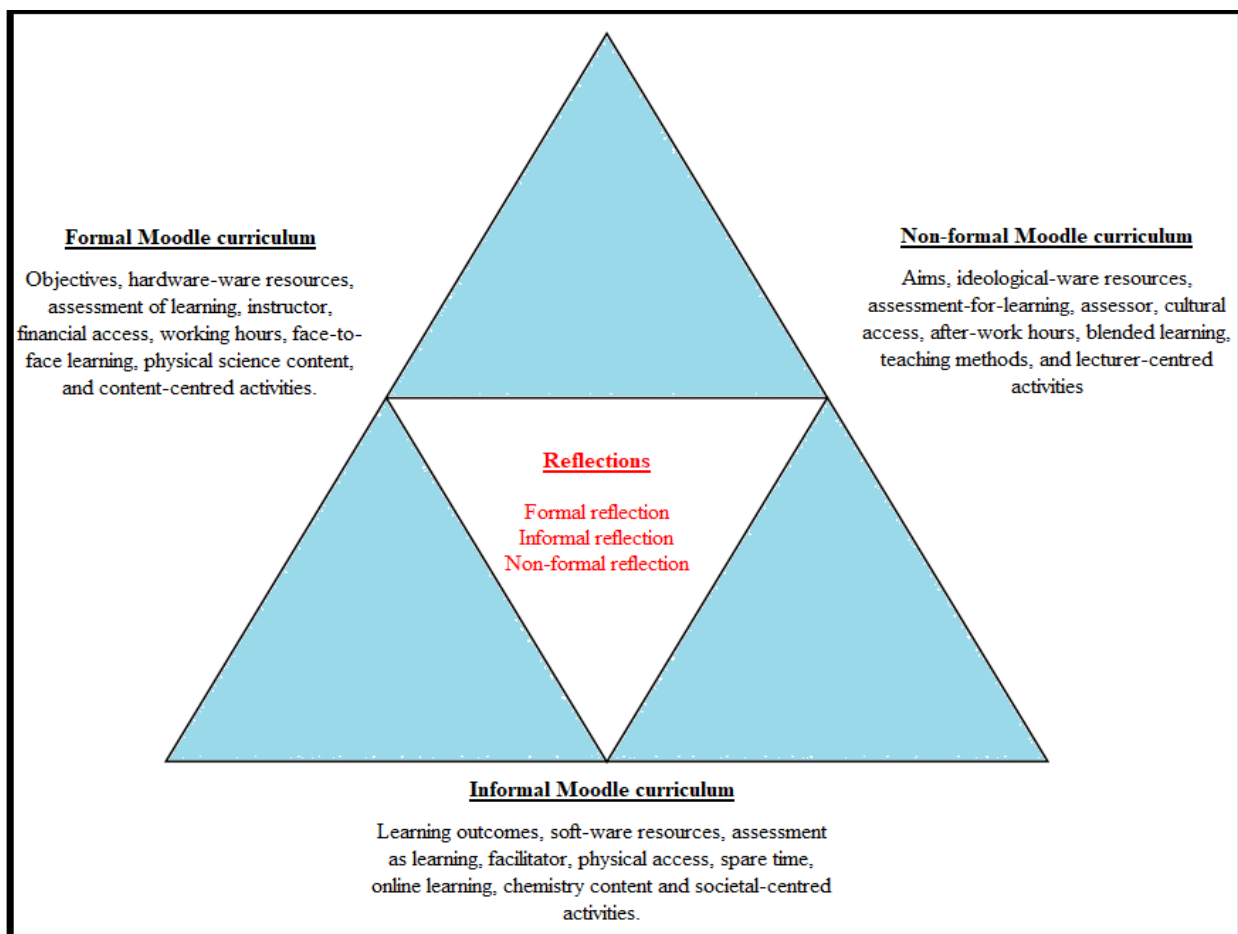 Formal Moodle curriculum
Objectives, hardware-ware resources,
assessment of learning, instructor,
financial access, working hours, face-to-
face learning, physical science content,
and content-centred activities.
Non-formal Moodle curriculum
Aims, ideological-ware resources,
assessment-for-learning, assessor, cultural
access, after-work hours, blended learning,
teaching methods, and lecturer-centred
activities
Reflections
Formal reflection
Informal reflection
Non-formal reflection
Informal Moodle curriculum
Learning outcomes, soft-ware resources, assessment
as learning, facilitator, physical access, spare time,
online learning, chemistry content and societal-centred
activities.